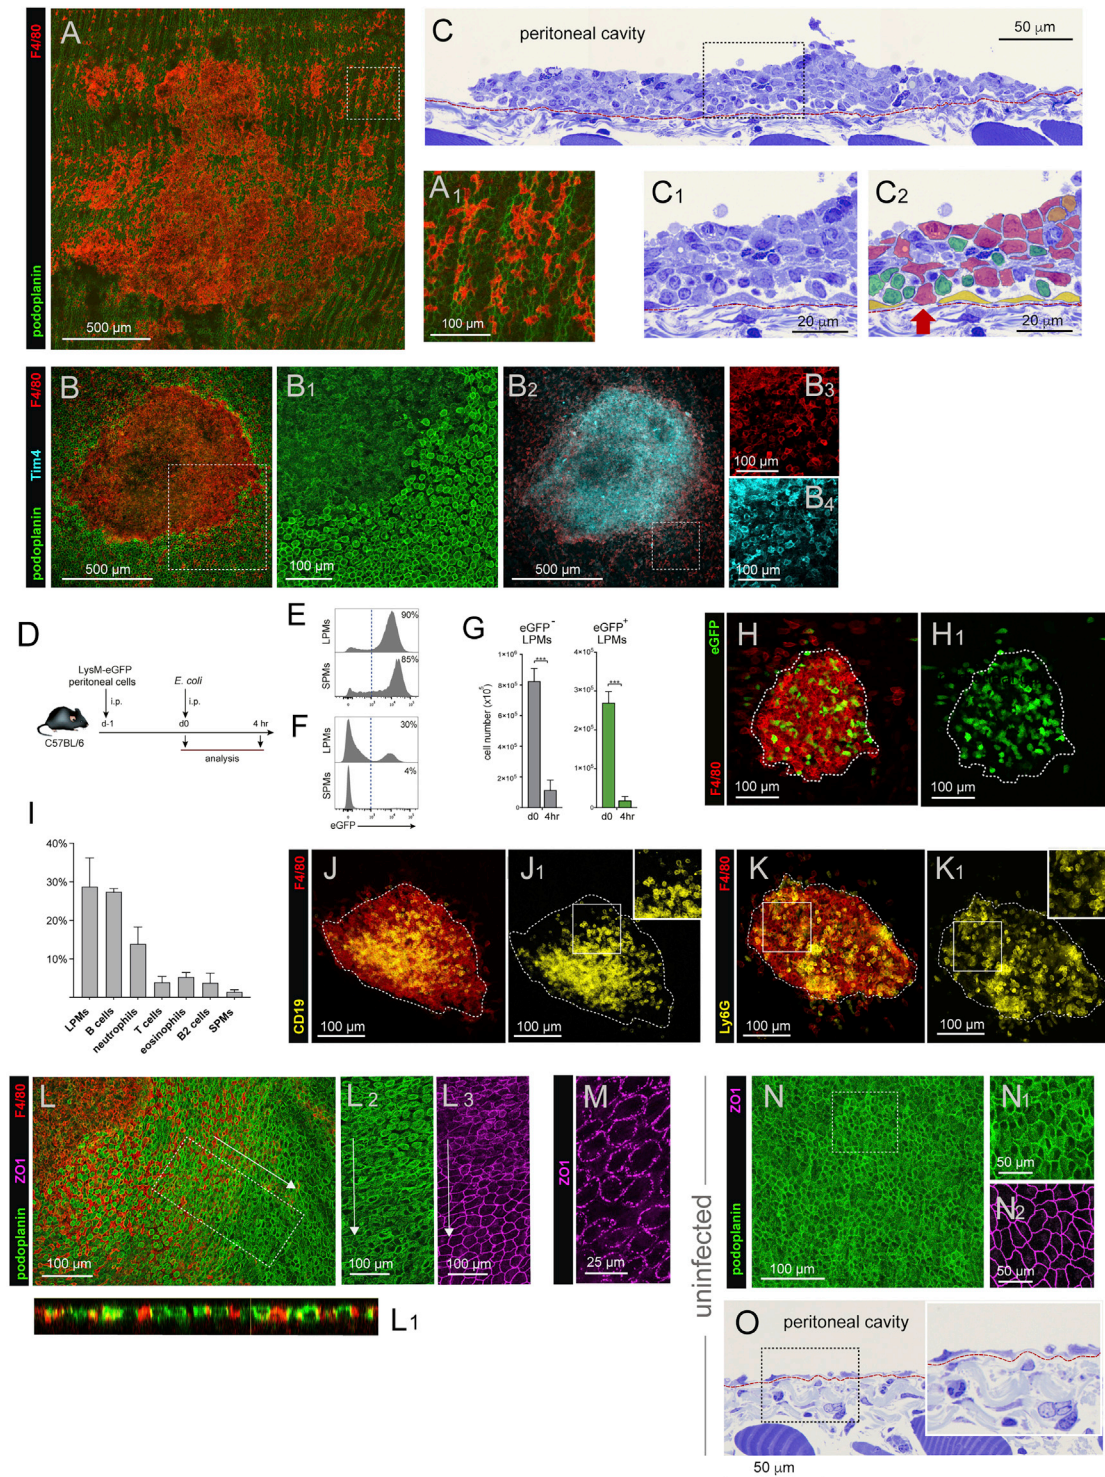 F4/80
podoplanin
A
500 μm
A1
100 μm
C
peritoneal cavity
50 μm
C1
20 μm
C2
20 μm
F4/80
Tim4
podoplanin
B
500 μm
B1
100 μm
B2
500 μm
B3
100 μm
B4
100 μm
D
LysM-eGFP
peritoneal cells
E. coli
i.p.
i.p.
d-1
d0
4 hr
C57BL/6
analysis
E
LPMs
90%
SPMs
85%
F
LPMs
30%
SPMs
4%
eGFP
G
eGFP-
LPMs
eGFP+
LPMs
***
***
d0 4hr
d0 4hr
eGFP
F4/80
H
100 μm
H1
100 μm
I
40%
30%
20%
10%
LPMs
B cells
neutrophils
T cells
eosinophils
B2 cells
SPMs
F4/80
CD19
J
100 μm
J1
100 μm
F4/80
Ly6G
K
100 μm
K1
100 μm
F4/80
ZO1
podoplanin
L
100 μm
L2
100 μm
L3
100 μm
L1
ZO1
M
25 μm
uninfected
ZO1
podoplanin
N
100 μm
N1
50 μm
N2
50 μm
O
peritoneal cavity
50 μm